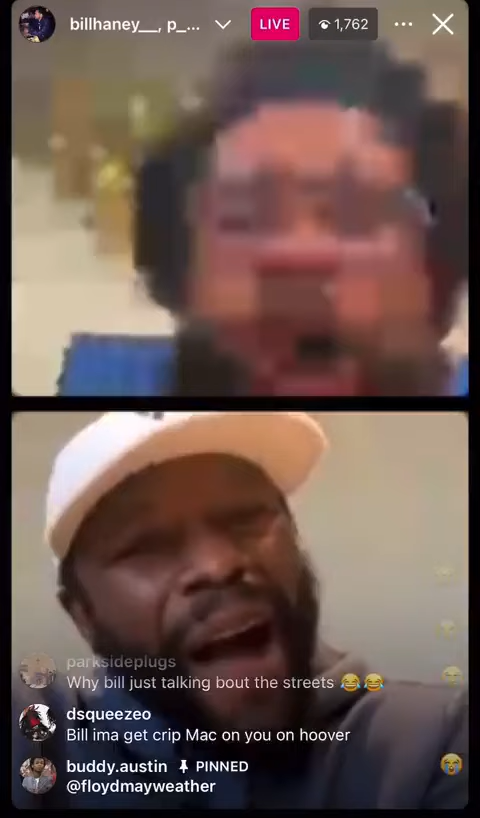 billhaney__, p_...
LIVE
1,762
parksideplugs
Why bill just talking bout the streets 😂😂
dsqueezeo
Bill ima get crip Mac on you on hoover
buddy.austin PINNED
@floydmayweather